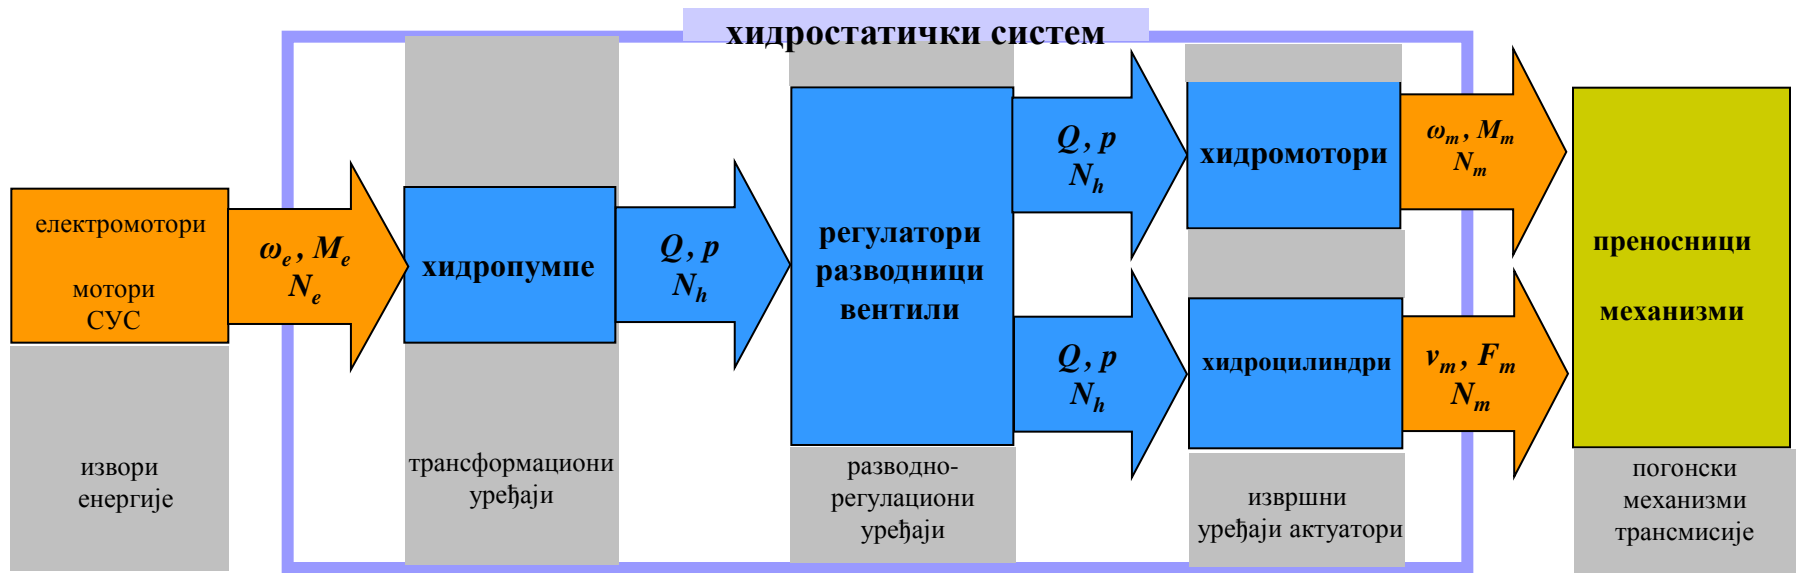 хидростатички систем
електромотори
мотори
СУС
извори
енергије
ωe , Me
Ne
хидропумпе
трансформациони
уређаји
Q , p
Nh
регулатори
разводници
вентили
разводно-
регулациони
уређаји
Q , p
Nh
Q , p
Nh
хидромотори
хидроцилиндри
извршни
уређаји актуатори
ωm , Mm
Nm
vm , Fm
Nm
преносници
механизми
погонски
механизми
трансмисије